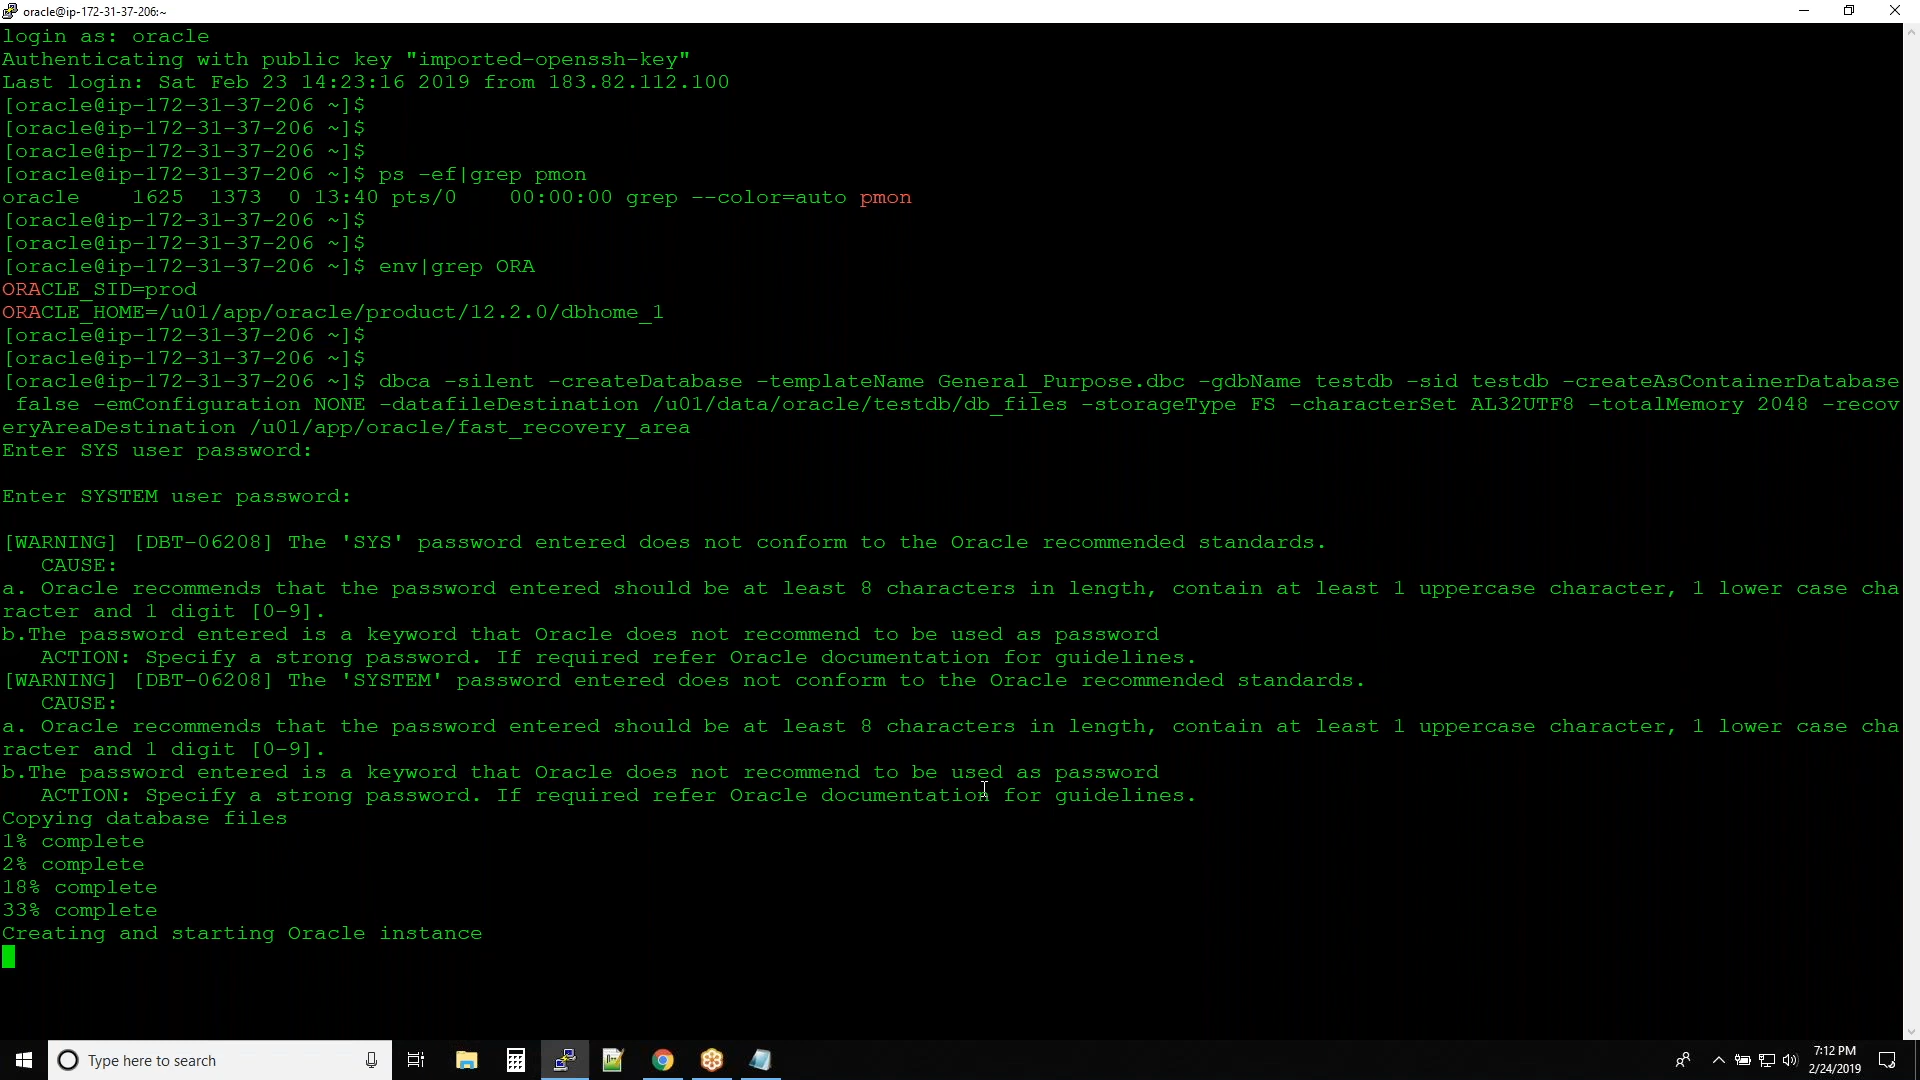 oracle@ip-172-31-37-206:~
login as: oracle
Authenticating with public key "imported-openssh-key"
Last login: Sat Feb 23 14:23:16 2019 from 183.82.112.100
[oracle@ip-172-31-37-206 ~]$
[oracle@ip-172-31-37-206 ~]$
[oracle@ip-172-31-37-206 ~]$
[oracle@ip-172-31-37-206 ~]$ ps -ef|grep pmon
oracle    1625  1373  0 13:40 pts/0    00:00:00 grep --color=auto pmon
[oracle@ip-172-31-37-206 ~]$
[oracle@ip-172-31-37-206 ~]$
[oracle@ip-172-31-37-206 ~]$ env|grep ORA
ORACLE_SID=prod
ORACLE_HOME=/u01/app/oracle/product/12.2.0/dbhome_1
[oracle@ip-172-31-37-206 ~]$
[oracle@ip-172-31-37-206 ~]$
[oracle@ip-172-31-37-206 ~]$ dbca -silent -createDatabase -templateName General_Purpose.dbc -gdbName testdb -sid testdb -createAsContainerDatabase
 false -emConfiguration NONE -datafileDestination /u01/data/oracle/testdb/db_files -storageType FS -characterSet AL32UTF8 -totalMemory 2048 -recov
eryAreaDestination /u01/app/oracle/fast_recovery_area
Enter SYS user password:
Enter SYSTEM user password:
[WARNING] [DBT-06208] The 'SYS' password entered does not conform to the Oracle recommended standards.
   CAUSE:
a. Oracle recommends that the password entered should be at least 8 characters in length, contain at least 1 uppercase character, 1 lower case cha
racter and 1 digit [0-9].
b.The password entered is a keyword that Oracle does not recommend to be used as password
   ACTION: Specify a strong password. If required refer Oracle documentation for guidelines.
[WARNING] [DBT-06208] The 'SYSTEM' password entered does not conform to the Oracle recommended standards.
   CAUSE:
a. Oracle recommends that the password entered should be at least 8 characters in length, contain at least 1 uppercase character, 1 lower case cha
racter and 1 digit [0-9].
b.The password entered is a keyword that Oracle does not recommend to be used as password
   ACTION: Specify a strong password. If required refer Oracle documentation for guidelines.
Copying database files
1% complete
2% complete
18% complete
33% complete
Creating and starting Oracle instance
Type here to search
7:12 PM
2/24/2019